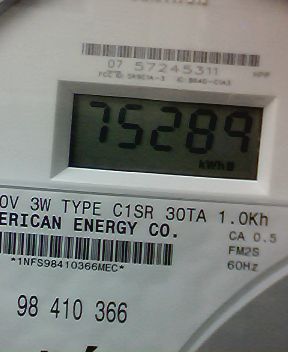 07 57245311
75289
kWh
0V 3W TYPE C1SR 30TA 1.0Kh
ERICAN ENERGY CO.
CA 0.5
FM2S
60Hz
*1NFS98410366MEC*
98 410 366